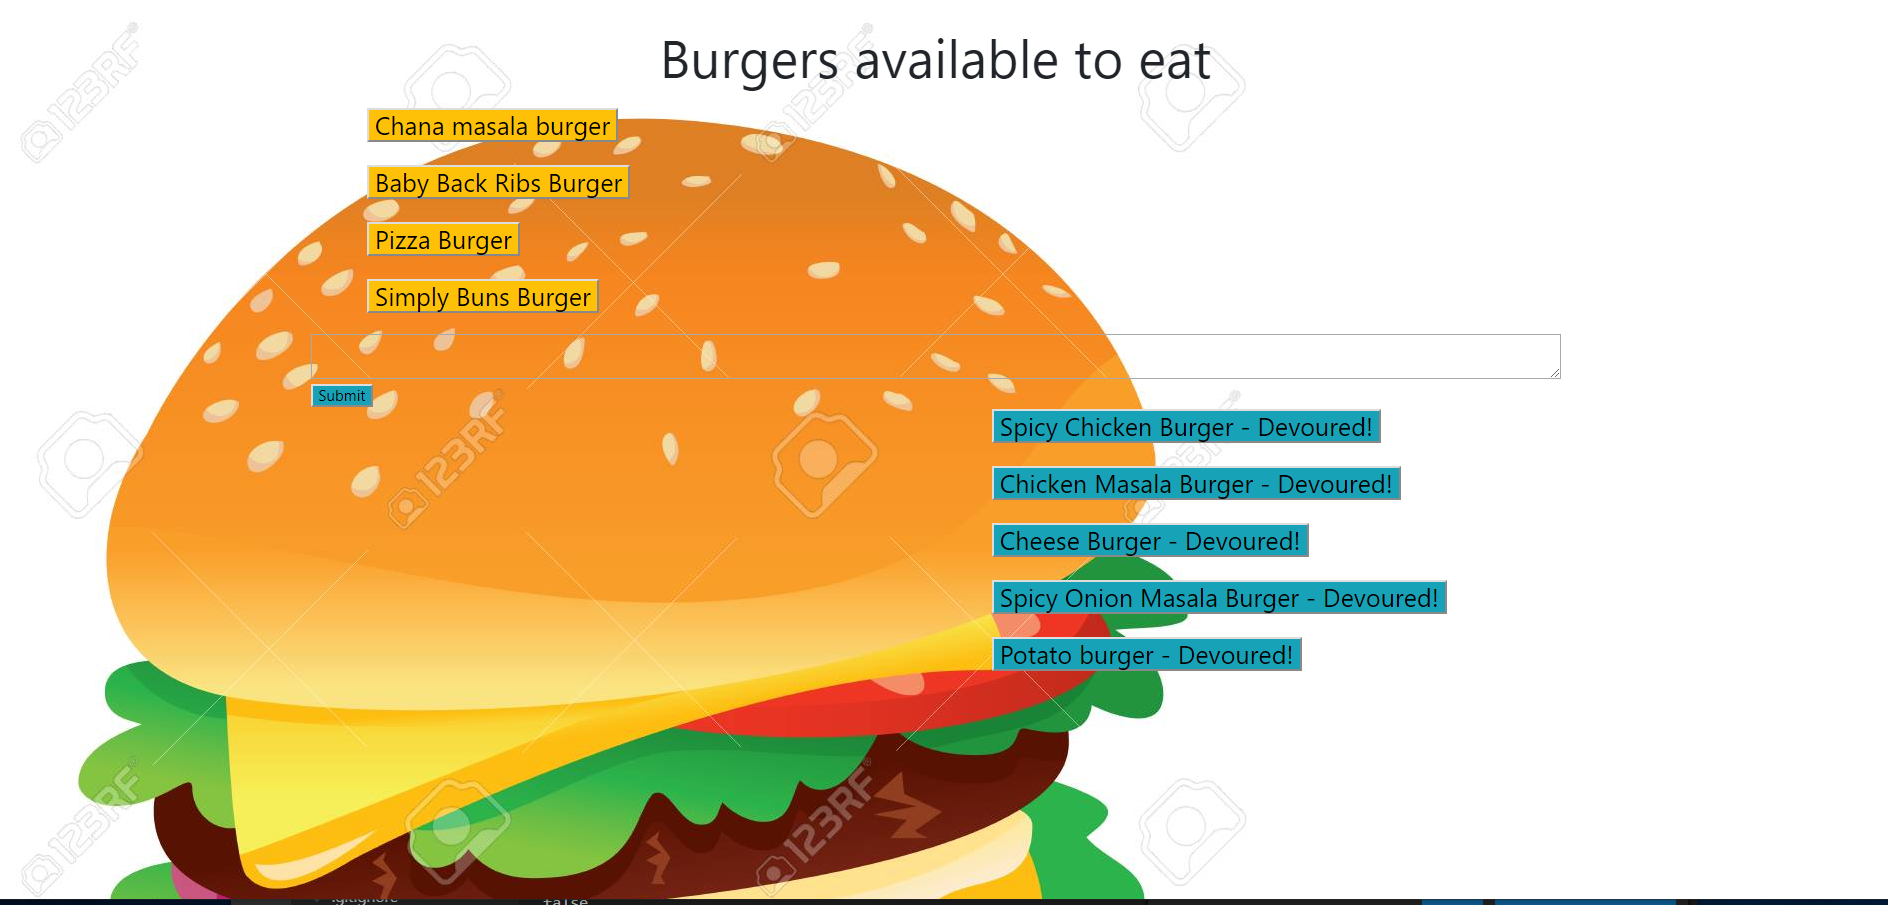 Burgers available to eat
Chana masala burger
Baby Back Ribs Burger
Pizza Burger
Simply Buns Burger
Submit
Spicy Chicken Burger - Devoured!
Chicken Masala Burger - Devoured!
Cheese Burger - Devoured!
Spicy Onion Masala Burger - Devoured!
Potato burger - Devoured!
123RF®
123RF®
123RF
123RF
123RF®
123RF®
.gitignore
false